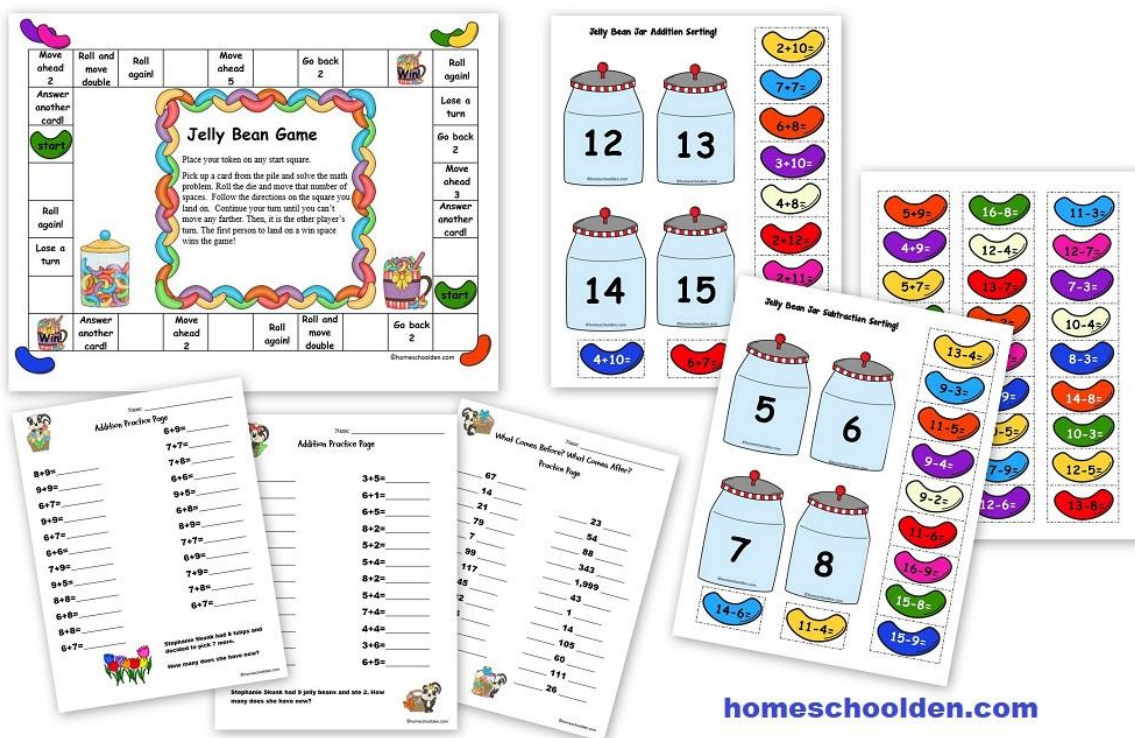 Move ahead 2
Roll and move double
Roll again!
Move ahead 5
Go back 2
Win!
Roll again!
Answer another card!
Lose a turn
start
Go back 2
Move ahead 3
Roll again!
Answer another card!
Lose a turn
start
Win!
Answer another card!
Move ahead 2
Roll again!
Roll and move double
Go back 2
Jelly Bean Game
Place your token on any start square.
Pick up a card from the pile and solve the math
problem. Roll the die and move that number of
spaces. Follow the directions on the square you
land on. Continue your turn until you can't
move any farther. Then, it is the other player's
turn. The first person to land on a win space
wins the game!
©homeschoolden.com
Jelly Bean Jar Addition Sorting!
12
13
14
15
2+10=
7+7=
6+8=
3+10=
4+8=
2+12=
2+11=
4+10=
6+7=
5+9=
4+9=
5+7=
16-8=
12-4=
13-7=
11-3=
12-7=
7-3=
10-4=
8-3=
14-8=
10-3=
12-5=
13-8=
7-9=
12-6=
Jelly Bean Jar Subtraction Sorting!
5
6
7
8
13-4=
9-3=
11-5=
9-4=
9-2=
11-6=
16-9=
15-8=
15-9=
14-6=
11-4=
Name:
Addition Practice Page
8+9=
9+9=
6+7=
9+9=
6+7=
6+6=
7+9=
9+5=
8+8=
6+8=
8+8=
6+7=
6+9=
7+7=
7+8=
6+6=
9+5=
6+8=
8+9=
7+7=
6+9=
7+9=
7+8=
6+7=
Stephanie Skunk had 8 tulips and
decided to pick 7 more.
How many does she have now?
©homeschoolden.com
Name:
Addition Practice Page
3+5=
6+1=
6+5=
8+2=
5+2=
5+4=
8+2=
5+4=
7+4=
4+4=
3+6=
6+5=
Stephanie Skunk had 9 jelly beans and ate 2. How
many does she have now?
©homeschoolden.com
Name:
What Comes Before? What Comes After?
Practice Page
67
14
21
79
7
99
117
45
23
54
88
343
1,999
43
1
14
105
60
111
26
©homeschoolden.com
homeschoolden.com